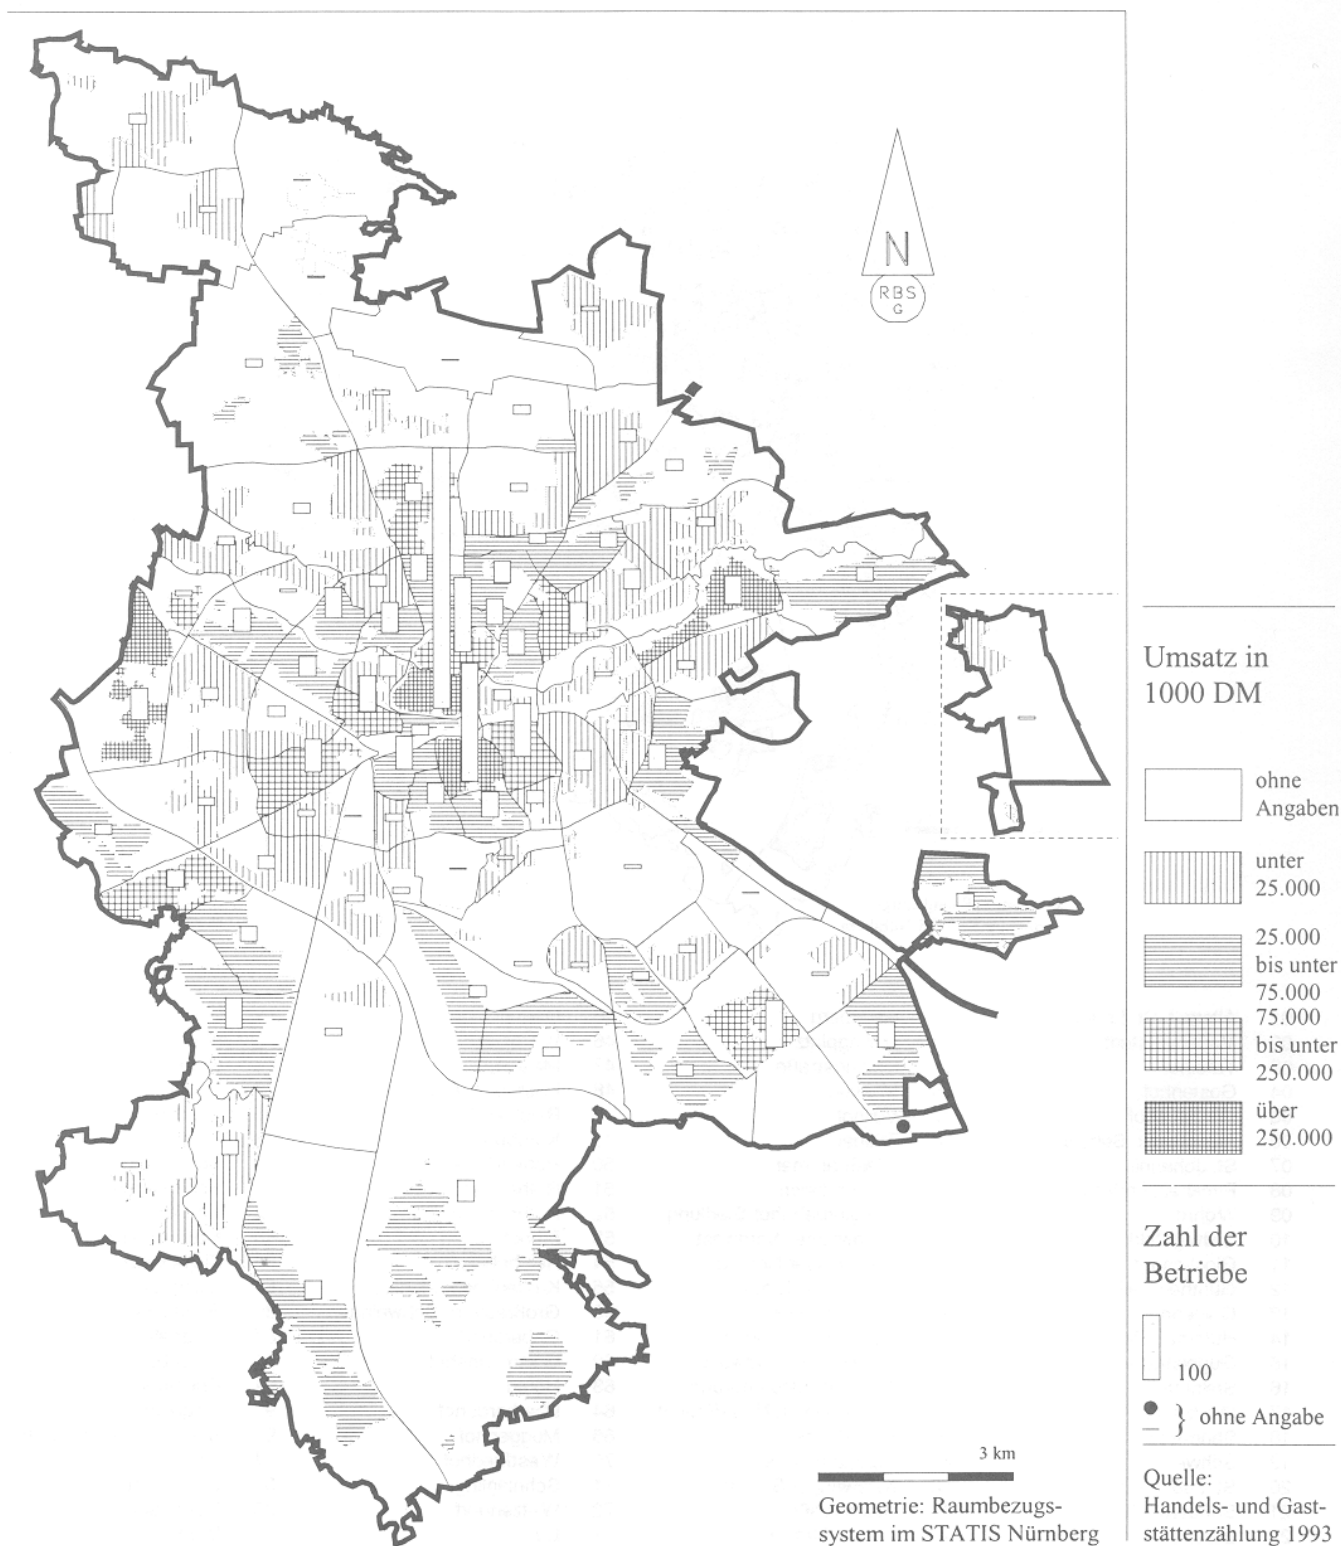 N
RBS
G
Umsatz in
1000 DM
ohne
Angaben
unter
25.000
25.000
bis unter
75.000
75.000
bis unter
250.000
über
250.000
Zahl der
Betriebe
100
} ohne Angabe
3 km
Geometrie: Raumbezugs-
system im STATIS Nürnberg
Quelle:
Handels- und Gast-
stättenzählung 1993